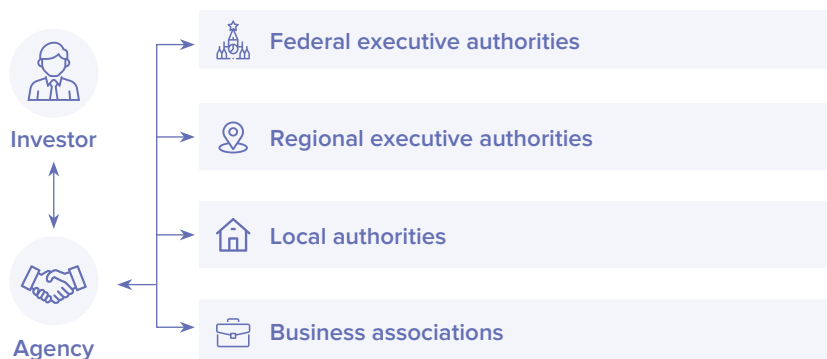 Federal executive authorities
Investor
Regional executive authorities
Local authorities
Agency
Business associations